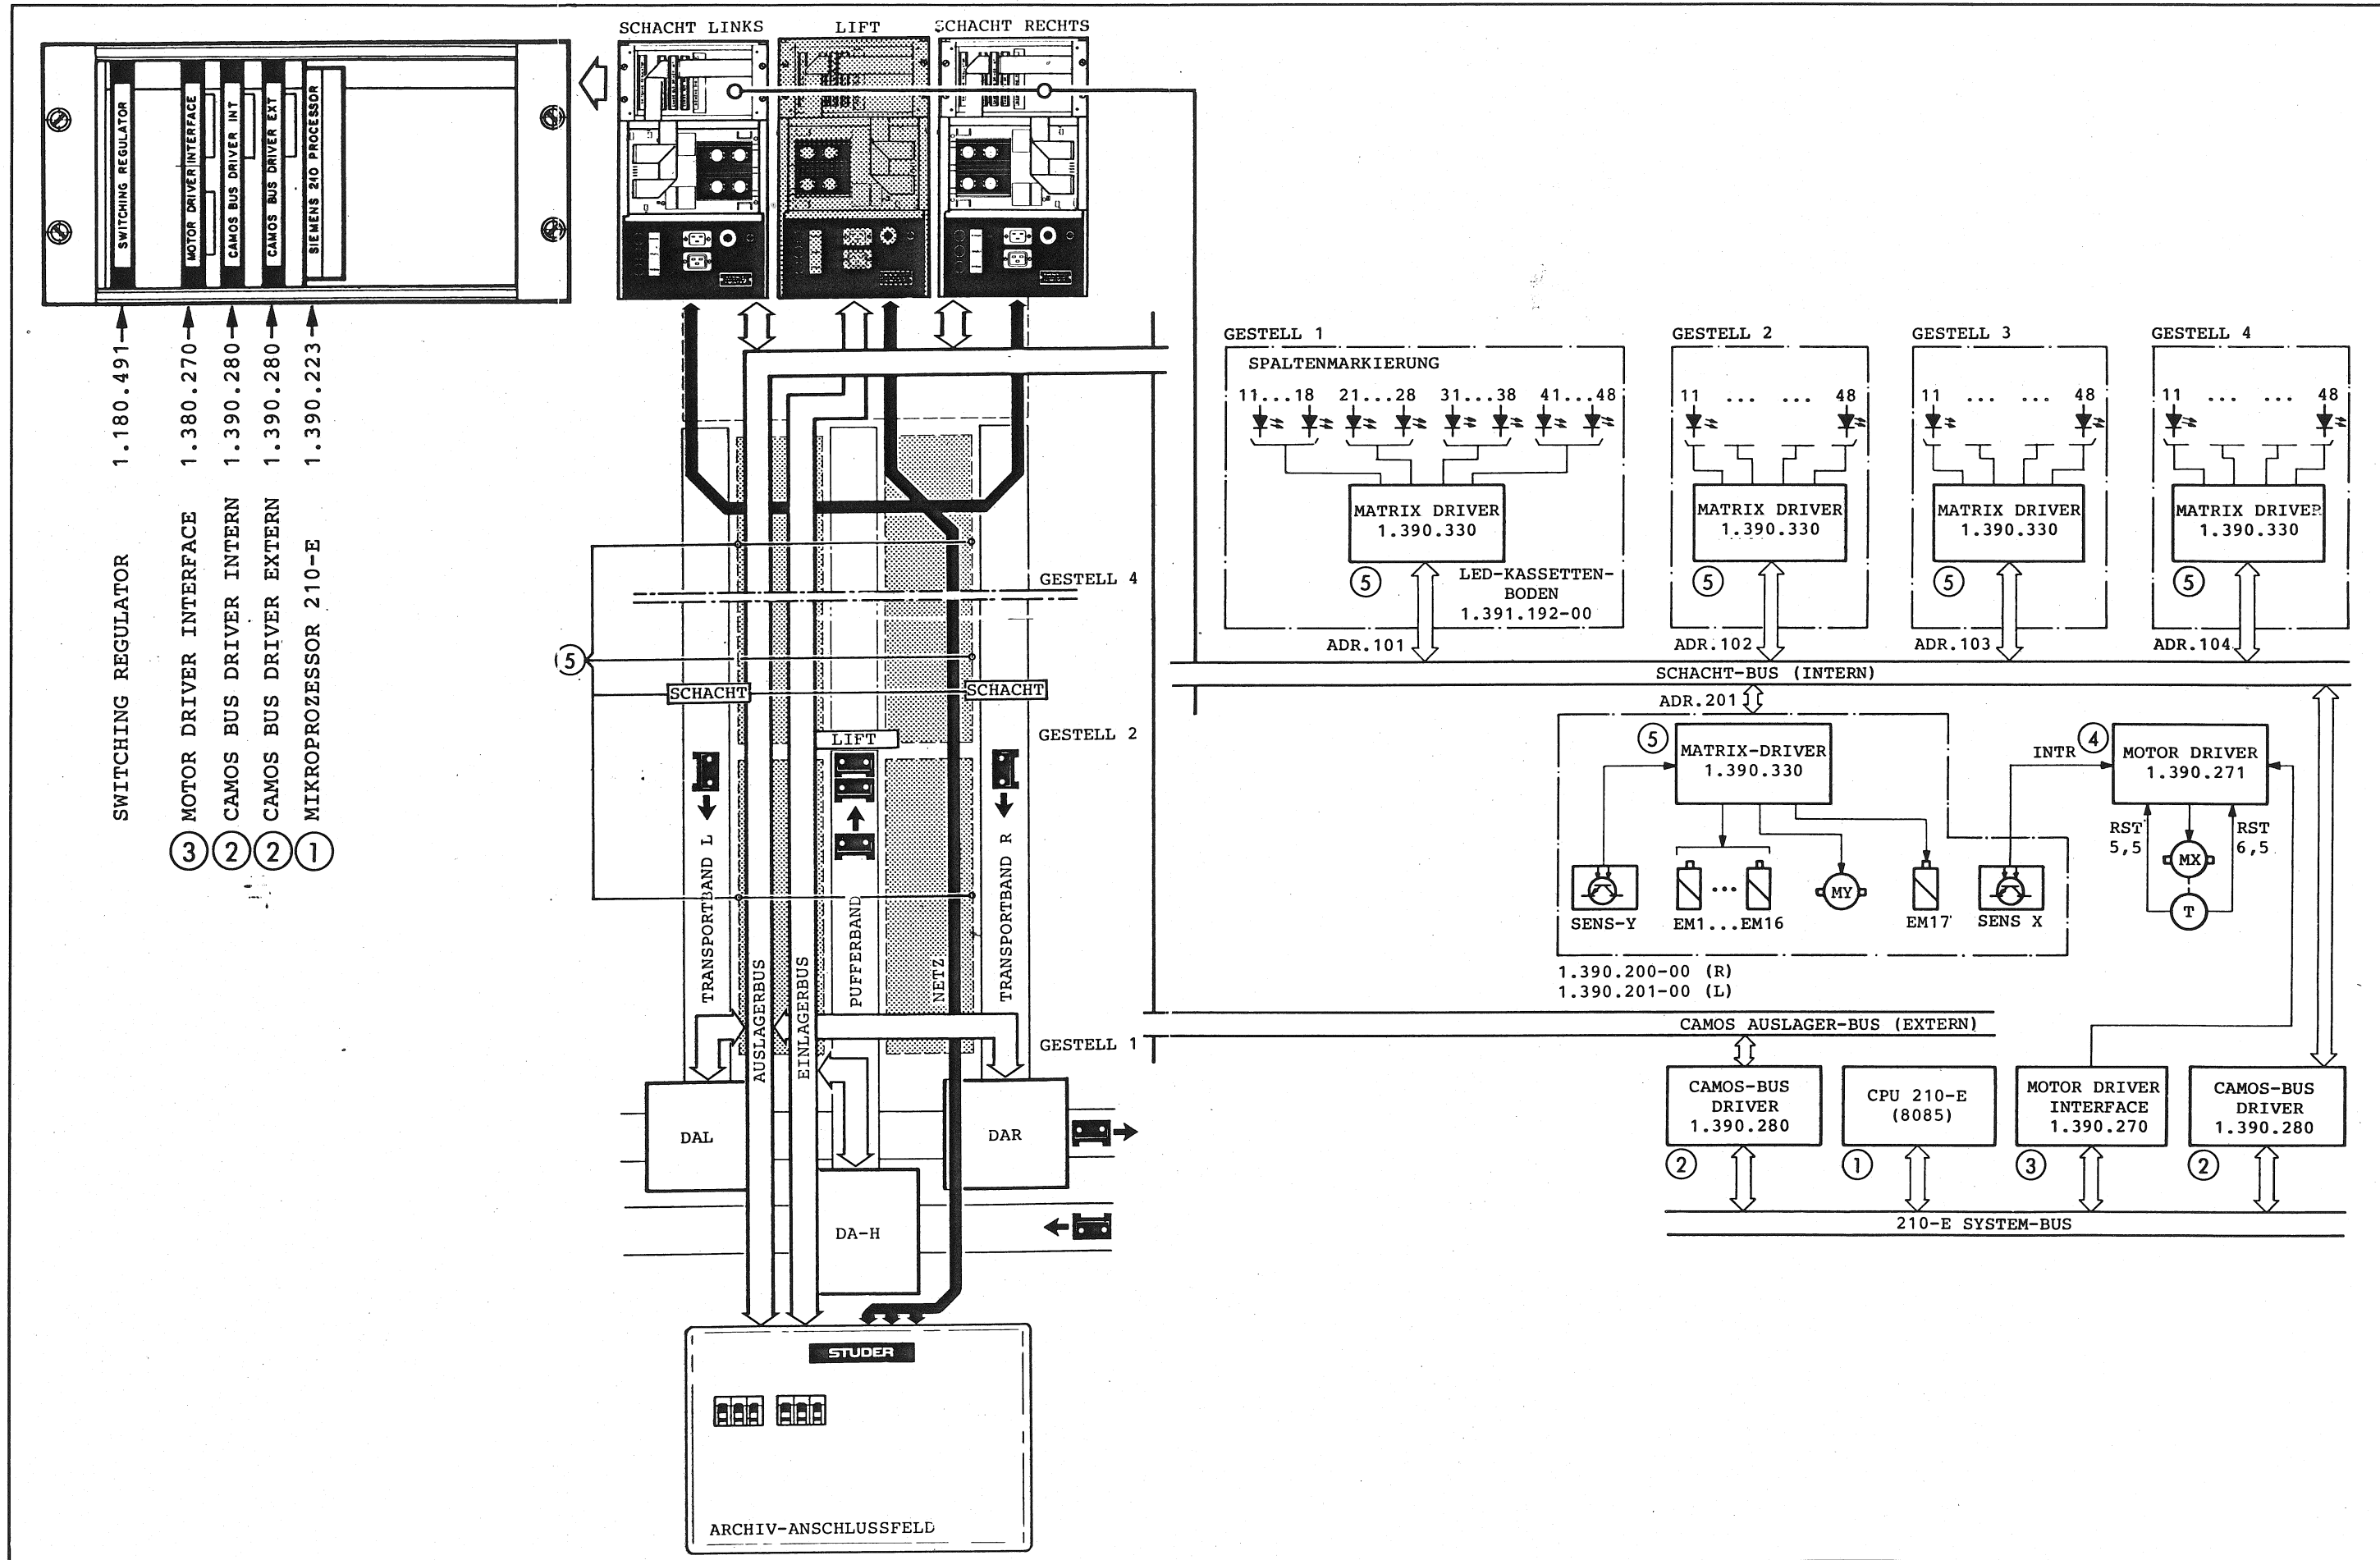 SCHACHT LINKS
LIFT
SCHACHT RECHTS
SWITCHING REGULATOR
MOTOR DRIVER INTERFACE
CAMOS BUS DRIVER INT
CAMOS BUS DRIVER EXT
SIEMENS 240 PROCESSOR
SWITCHING REGULATOR 1.180.491
3 MOTOR DRIVER INTERFACE 1.380.270
2 CAMOS BUS DRIVER INTERN 1.390.280
2 CAMOS BUS DRIVER EXTERN 1.390.280
1 MIKROPROZESSOR 210-E 1.390.223
GESTELL 4
5
SCHACHT
SCHACHT
GESTELL 2
LIFT
TRANSPORTBAND L
AUSLAGERBUS
EINLAGERBUS
PUFFERBAND
NETZ
TRANSPORTBAND R
GESTELL 1
DAL
DAR
DA-H
STUDER
ARCHIV-ANSCHLUSSFELD
GESTELL 1
SPALTENMARKIERUNG
11...18 21...28 31...38 41...48
MATRIX DRIVER
1.390.330
5
LED-KASSETTEN-
BODEN
1.391.192-00
ADR.101
GESTELL 2
11 ... ... 48
MATRIX DRIVER
1.390.330
5
ADR.102
GESTELL 3
11 ... ... 48
MATRIX DRIVER
1.390.330
5
ADR.103
GESTELL 4
11 ... ... 48
MATRIX DRIVER
1.390.330
5
ADR.104
SCHACHT-BUS (INTERN)
ADR.201
5
MATRIX-DRIVER
1.390.330
SENS-Y
EM1...EM16
MY
EM17
SENS X
INTR
4
MOTOR DRIVER
1.390.271
RST
5,5
RST
6,5
MX
T
1.390.200-00 (R)
1.390.201-00 (L)
CAMOS AUSLAGER-BUS (EXTERN)
CAMOS-BUS
DRIVER
1.390.280
2
CPU 210-E
(8085)
1
MOTOR DRIVER
INTERFACE
1.390.270
3
CAMOS-BUS
DRIVER
1.390.280
2
210-E SYSTEM-BUS